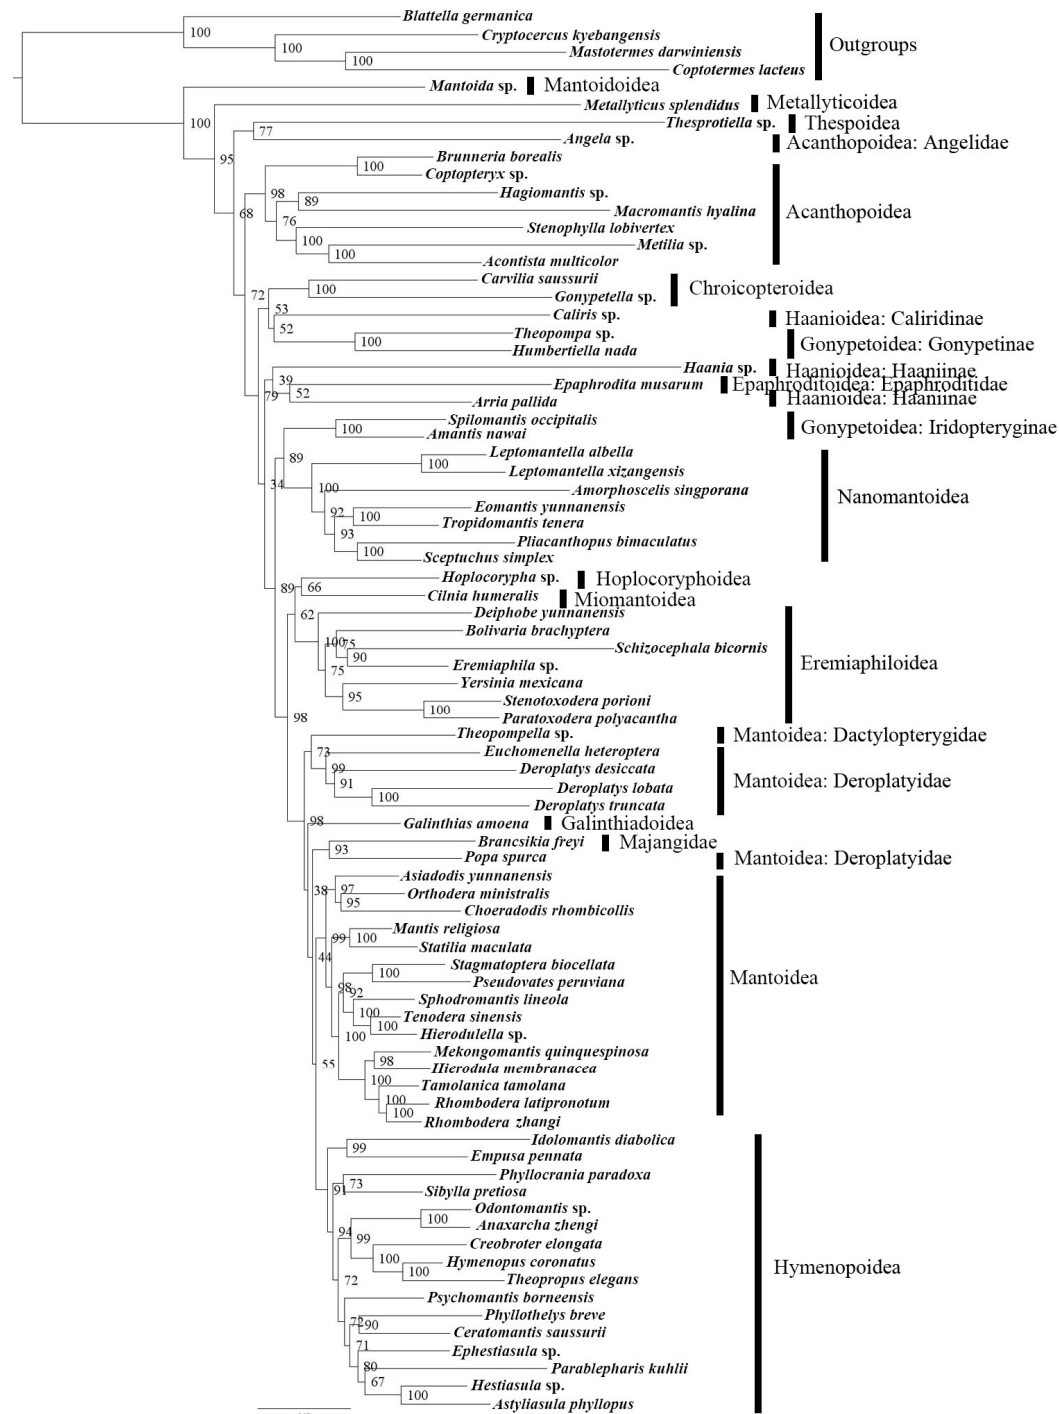 Blattella germanica
100
Cryptocercus kyebangensis
100
Mastotermes darwiniensis
Outgroups
100
Coptotermes lacteus
Mantoida sp. Mantoidoidea
Metallyticus splendidus Metallyticoidea
100
Thesprotiella sp. Thespoidea
77
Angela sp. Acanthopoidea: Angelidae
95
Brunneria borealis
100
Coptopteryx sp.
98
Hagiomantis sp.
89
Macromantis hyalina
Acanthopoidea
68
76
Stenophylla lobivertex
100
Metilia sp.
100
Acontista multicolor
Carvilia saussurii
100
Chroicopteroidea
72
Gonypetella sp.
53
Caliris sp. Haanioidea: Caliridinae
52
Theopompa sp.
100
Gonypetoidea: Gonypetinae
Humbertiella nada
Haania sp. Haanioidea: Haaniinae
39
Epaphrodita musarum Epaphroditoidea: Epaphroditidae
79
52
Arria pallida Haanioidea: Haaniinae
Spilomantis occipitalis
100
Gonypetoidea: Iridopteryginae
Amantis nawai
89
Leptomantella albella
100
Leptomantella xizangensis
34
100
Amorphoscelis singporana
Nanomantoidea
Eomantis yunnanensis
92
100
Tropidomantis tenera
93
Pliacanthopus bimaculatus
100
Sceptuchus simplex
Hoplocorypha sp. Hoplocoryphoidea
89
66
Cilnia humeralis Miomantoidea
62
Deiphobe yunnanensis
Bolivaria brachyptera
100
75
Schizocephala bicornis
90
Eremiaphila sp.
Eremiaphiloidea
75
Yersinia mexicana
95
Stenotoxodera porioni
100
Paratoxodera polyacantha
98
Theopompella sp. Mantoidea: Dactylopterygidae
73
Euchomenella heteroptera
99
Deroplatys desiccata
91
Mantoidea: Deroplatyidae
Deroplatys lobata
100
Deroplatys truncata
98
Galinthias amoena Galinthiadoidea
Brancsikia freyi Majangidae
93
Popa spurca Mantoidea: Deroplatyidae
Asiadodis yunnanensis
38
97
Orthodera ministralis
95
Choeradodis rhombicollis
Mantis religiosa
99
100
Statilia maculata
44
Stagmatoptera biocellata
100
Pseudovates peruviana
Mantoidea
98
92
Sphodromantis lineola
100
Tenodera sinensis
100
Hierodulella sp.
100
Mekongomantis quinquespinosa
98
Hierodula membranacea
55
100
Tamolanica tamolana
100
Rhombodera latipronotum
100
Rhombodera zhangi
Idolomantis diabolica
99
Empusa pennata
Phyllocrania paradoxa
91
73
Sibylla pretiosa
Odontomantis sp.
100
Anaxarcha zhengi
94
99
Creobroter elongata
100
Hymenopus coronatus
100
Hymenopoidea
72
Theopropus elegans
Psychomantis borneensis
Phyllothelys breve
72
90
Ceratomantis saussurii
71
Ephestiasula sp.
80
Parablepharis kuhlii
67
Hestiasula sp.
100
Astyliasula phyllopus